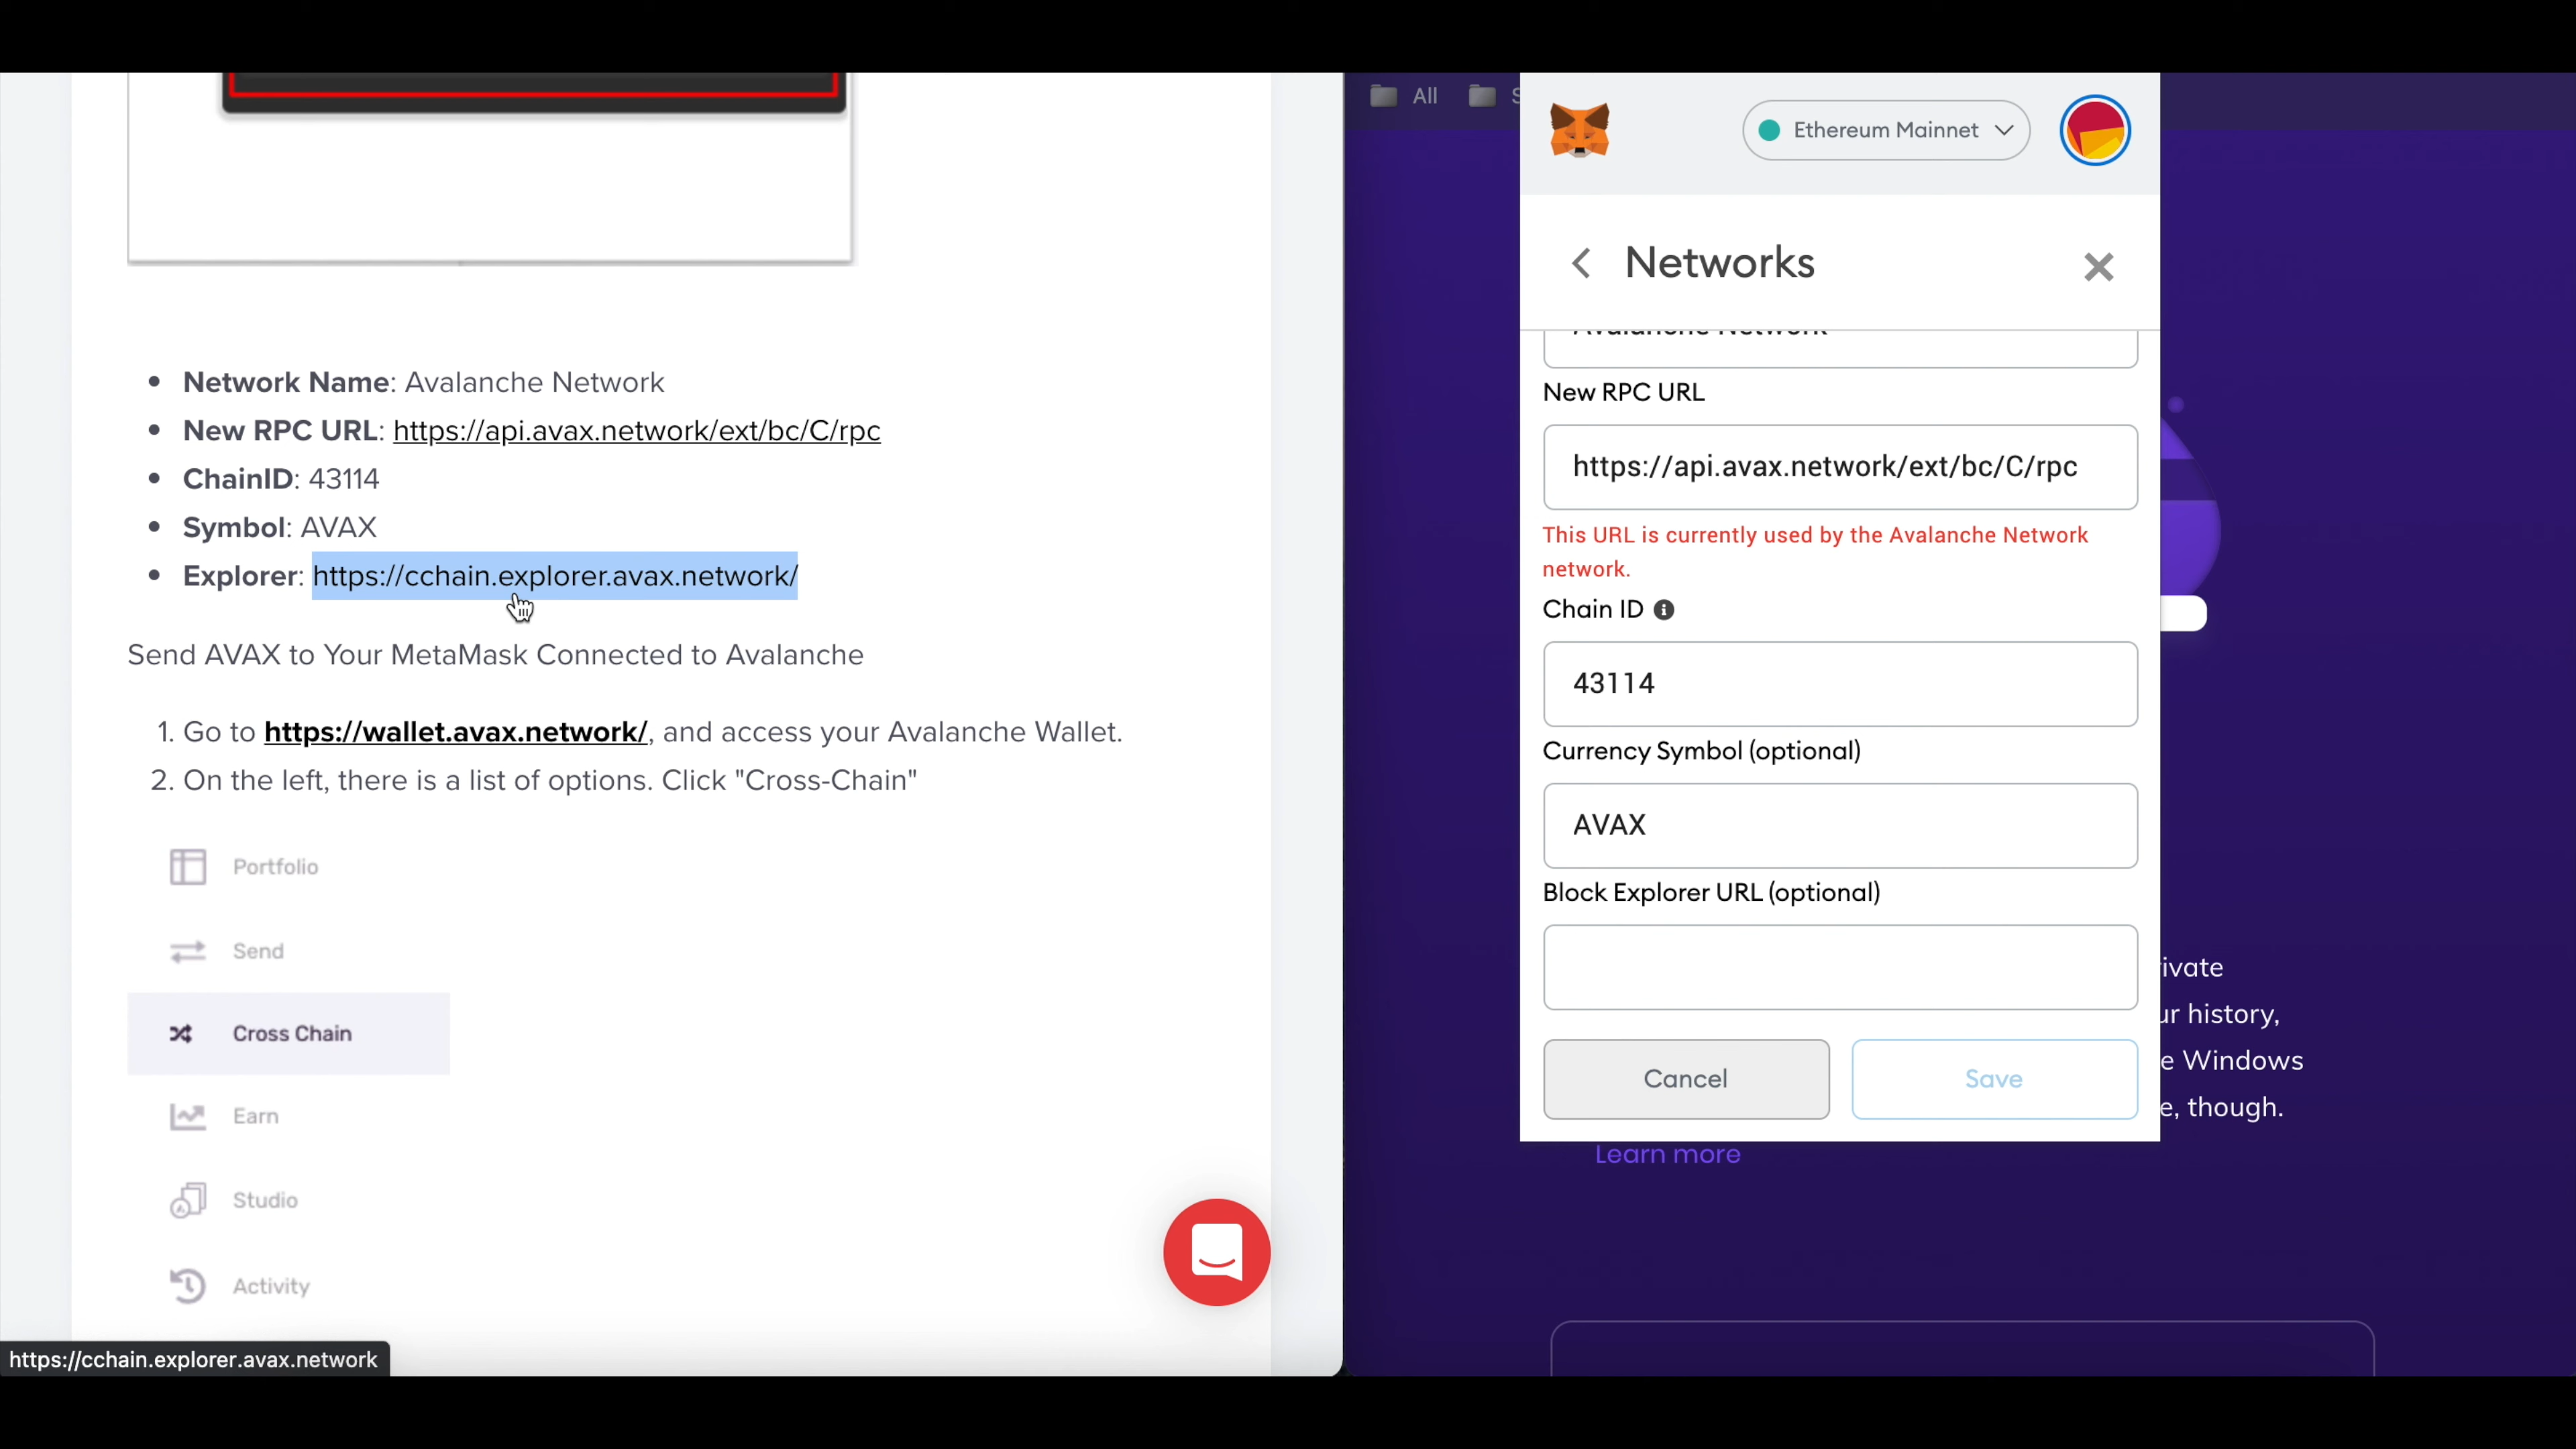 Network Name: Avalanche Network
New RPC URL: https://api.avax.network/ext/bc/C/rpc
ChainID: 43114
Symbol: AVAX
Explorer: https://cchain.explorer.avax.network/
Send AVAX to Your MetaMask Connected to Avalanche
1. Go to https://wallet.avax.network/, and access your Avalanche Wallet.
2. On the left, there is a list of options. Click "Cross-Chain"
Portfolio
Send
Cross Chain
Earn
Studio
Activity
https://cchain.explorer.avax.network
All
Ethereum Mainnet
Networks
Avalanche Network
New RPC URL
https://api.avax.network/ext/bc/C/rpc
This URL is currently used by the Avalanche Network
network.
Chain ID
43114
Currency Symbol (optional)
AVAX
Block Explorer URL (optional)
Cancel
Save
ivate
ur history,
e Windows
e, though.
Learn more